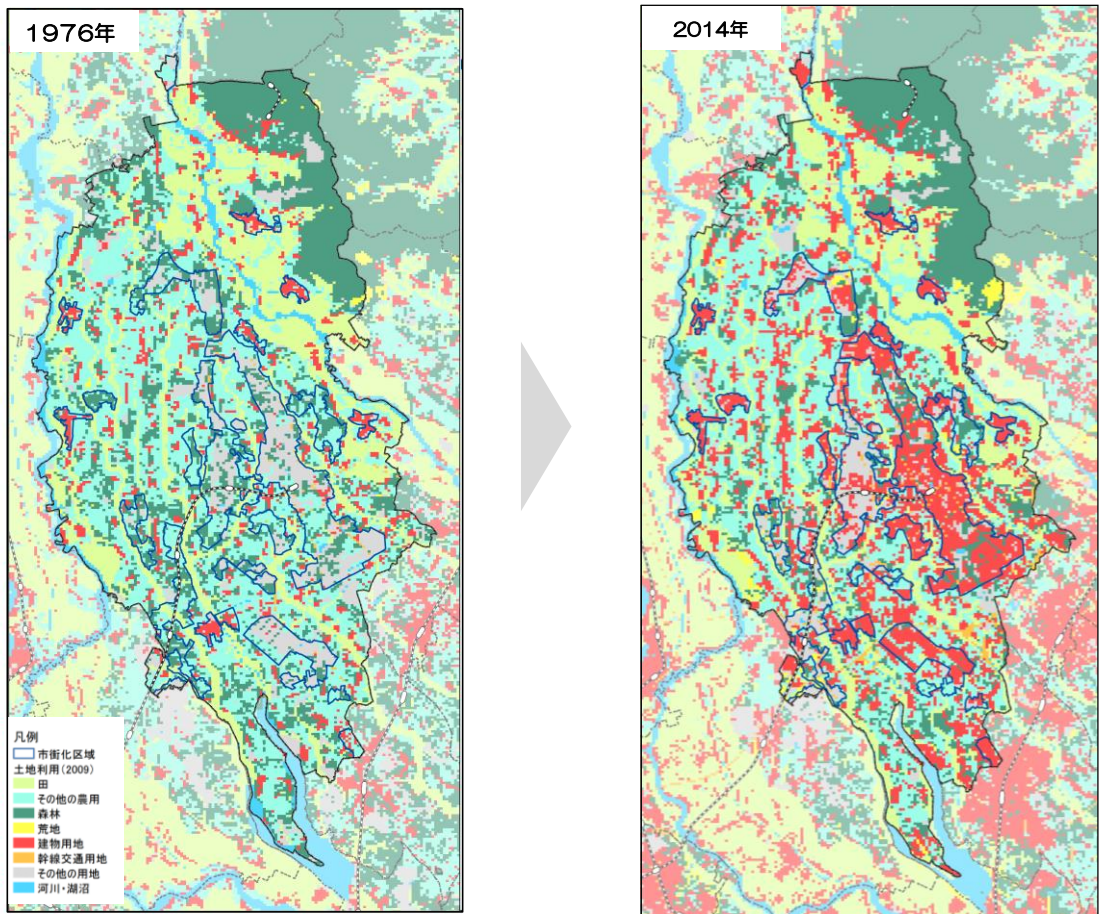 1976年
2014年
凡例
市街化区域
土地利用(2009)
田
その他の農用
森林
荒地
建物用地
幹線交通用地
その他の用地
河川・湖沼